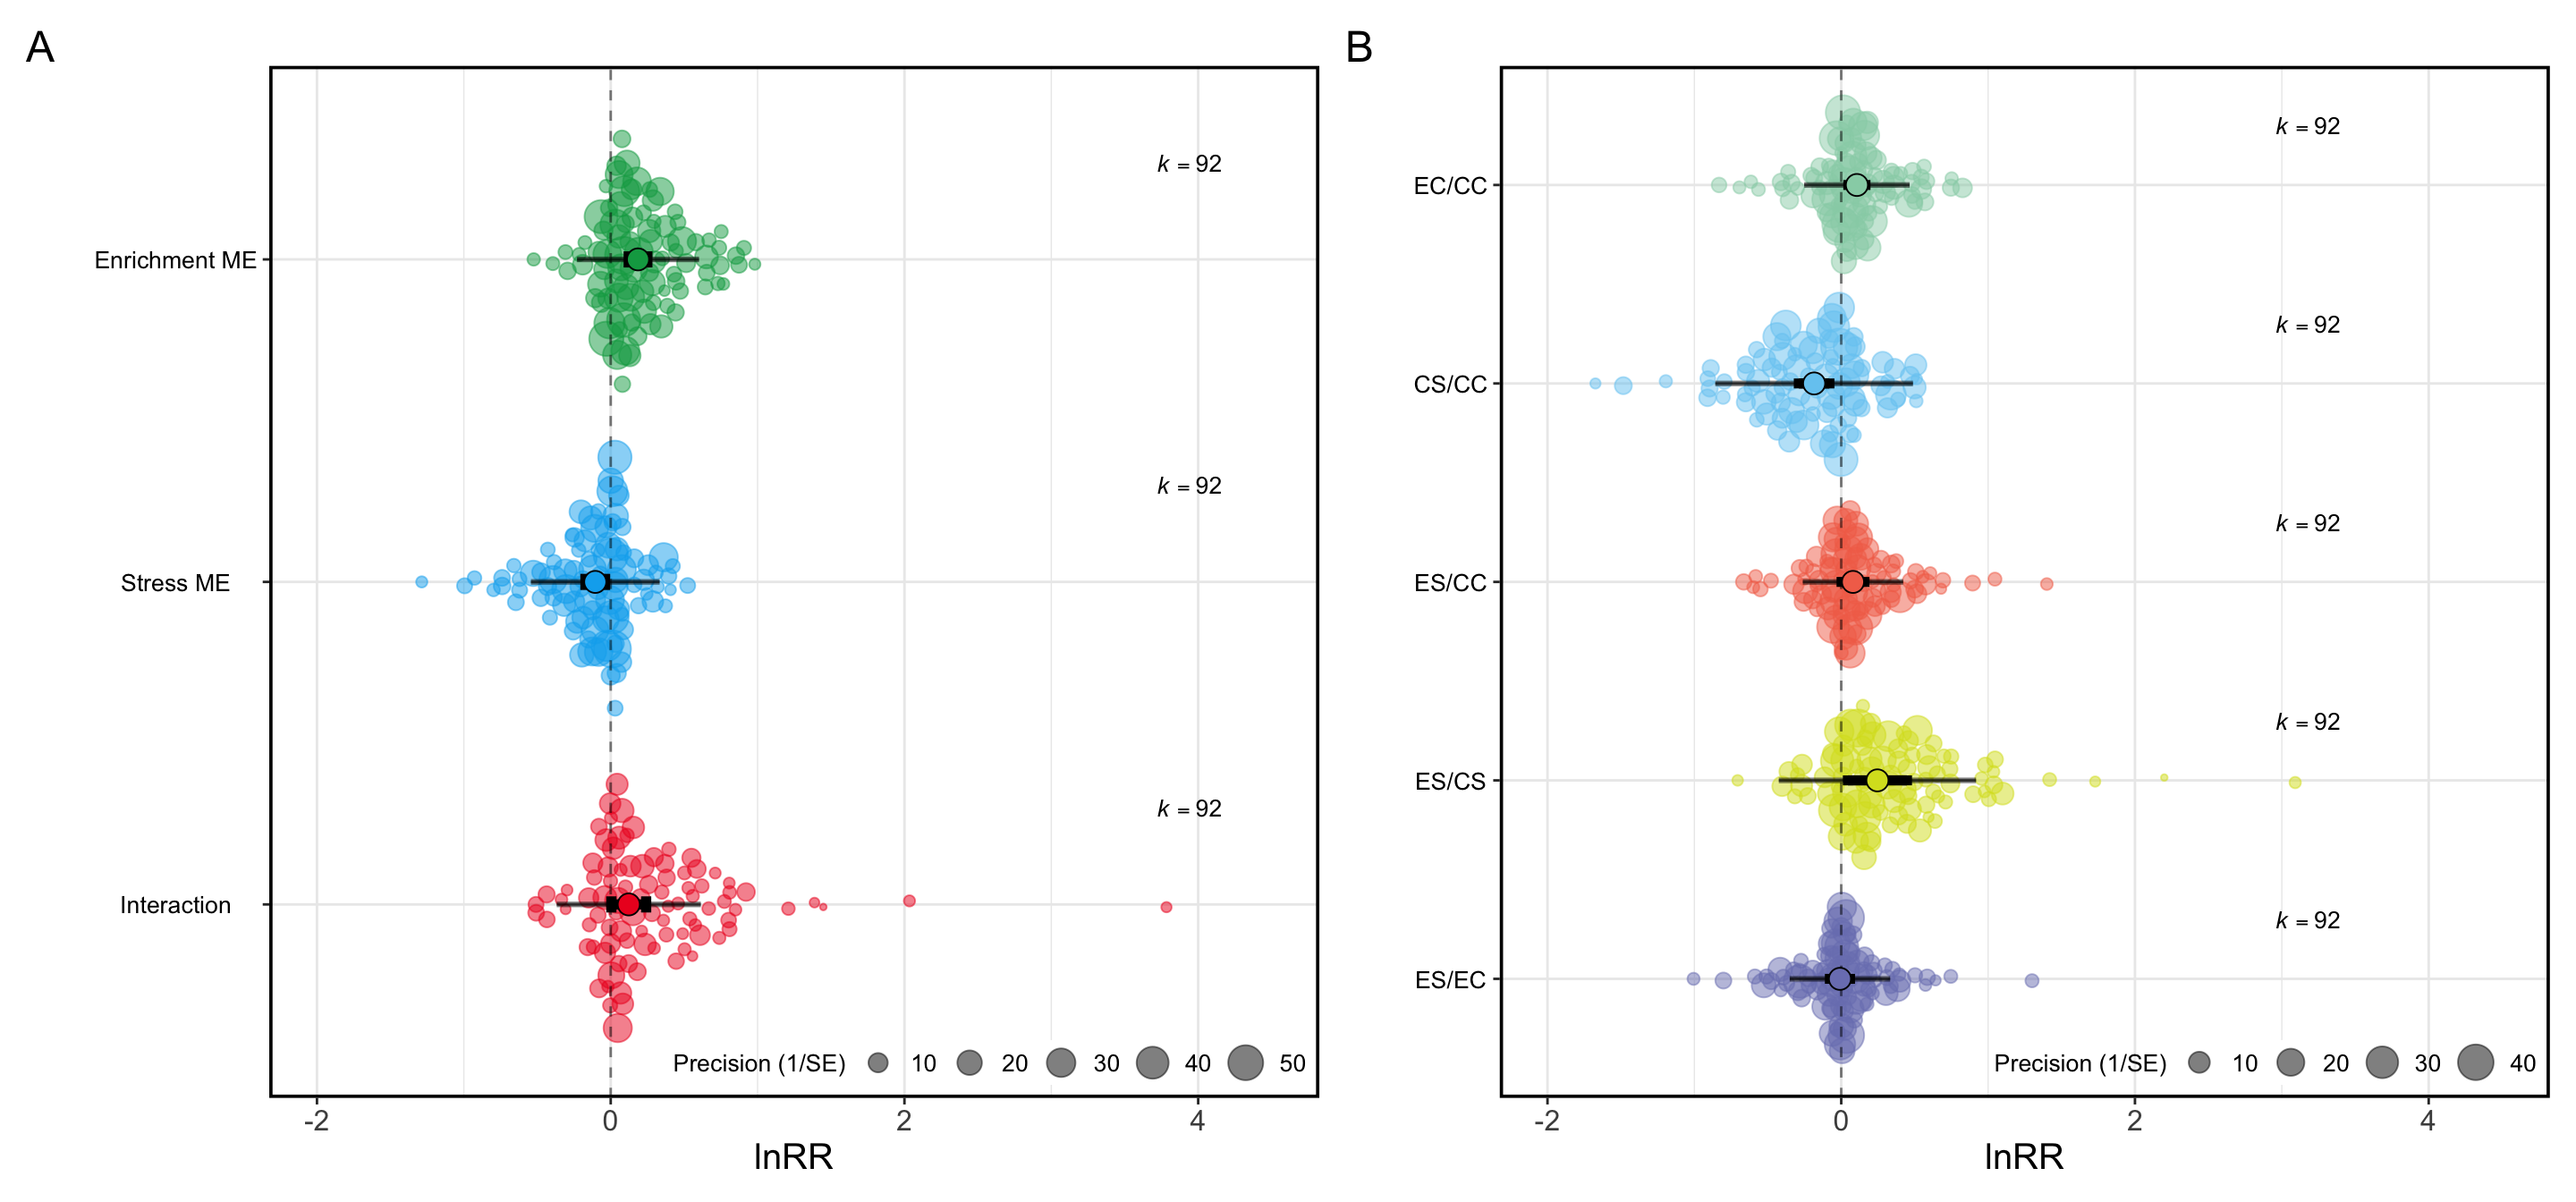 A
Enrichment ME
k = 92
Stress ME
k = 92
Interaction
k = 92
Precision (1/SE) 10 20 30 40 50
-2 0 2 4
lnRR
B
EC/CC
k = 92
CS/CC
k = 92
ES/CC
k = 92
ES/CS
k = 92
ES/EC
k = 92
Precision (1/SE) 10 20 30 40
-2 0 2 4
lnRR